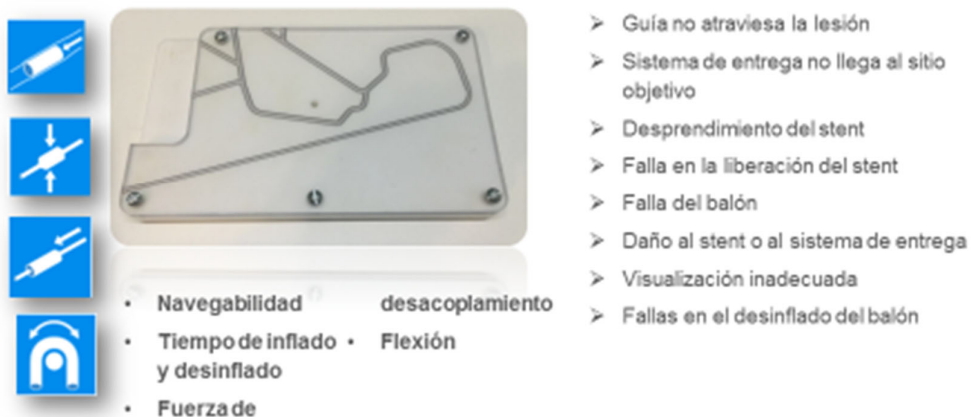 Guía no atraviesa la lesión
Sistema de entrega no llega al sitio
objetivo
Desprendimiento del stent
Falla en la liberación del stent
Falla del balón
Daño al stent o al sistema de entrega
Visualización inadecuada
Fallas en el desinflado del balón
• Navegabilidad
• Tiempo de inflado
y desinflado
• Fuerza de
desacoplamiento
• Flexión